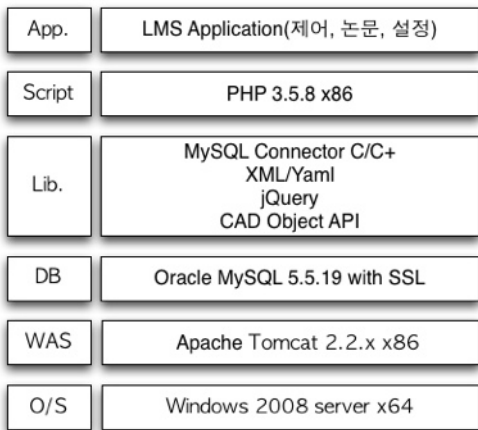 App.
LMS Application(제어, 논문, 설정)
Script
PHP 3.5.8 x86
Lib.
MySQL Connector C/C+
XML/Yaml
jQuery
CAD Object API
DB
Oracle MySQL 5.5.19 with SSL
WAS
Apache Tomcat 2.2.x x86
O/S
Windows 2008 server x64